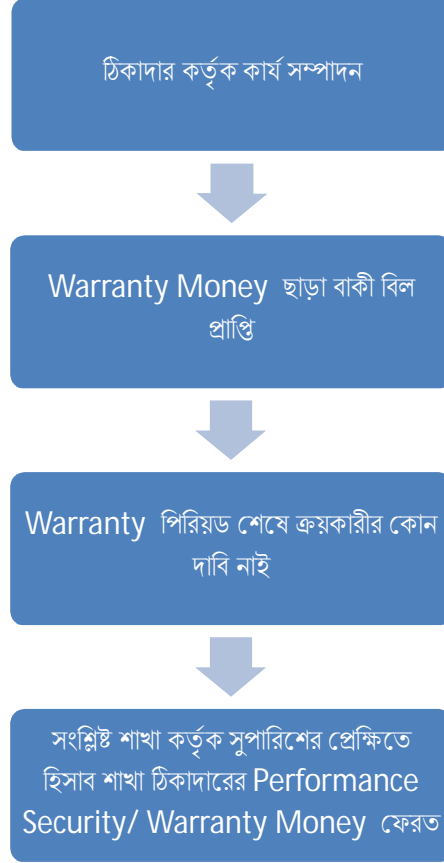 ঠিকাদার কর্তৃক কার্য সম্পাদন
Warranty Money ছাড়া বাকী বিল
প্রাপ্তি
Warranty পিরিয়ড শেষে ক্রয়কারীর কোন
দাবি নাই
সংশ্লিষ্ট শাখা কর্তৃক সুপারিশের প্রেক্ষিতে
হিসাব শাখা ঠিকাদারের Performance
Security/ Warranty Money ফেরত